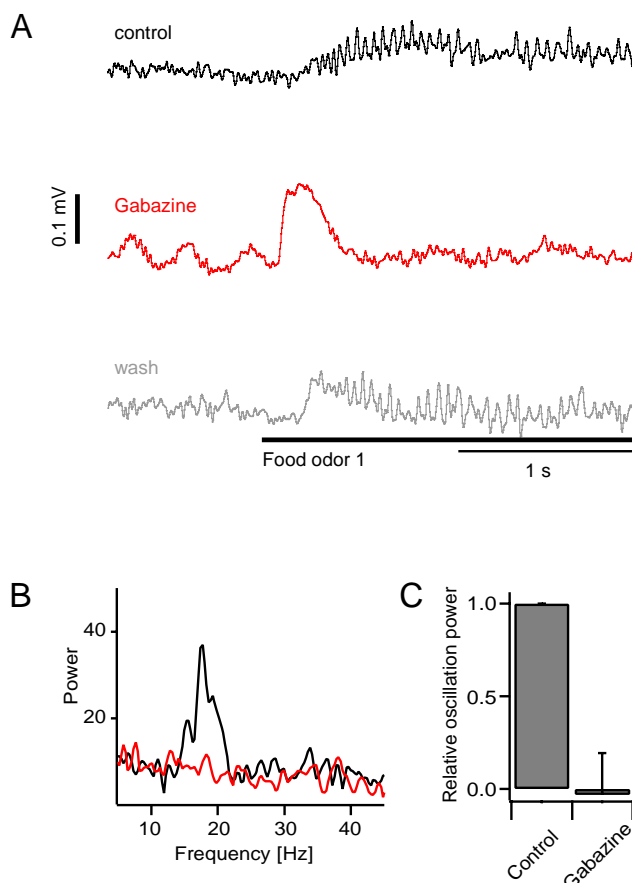 A
control
0.1 mV
Gabazine
wash
Food odor 1
1 s
B
Power
40
20
10 20 30 40
Frequency [Hz]
C
Relative oscillation power
1.0
0.5
0.0
Control
Gabazine